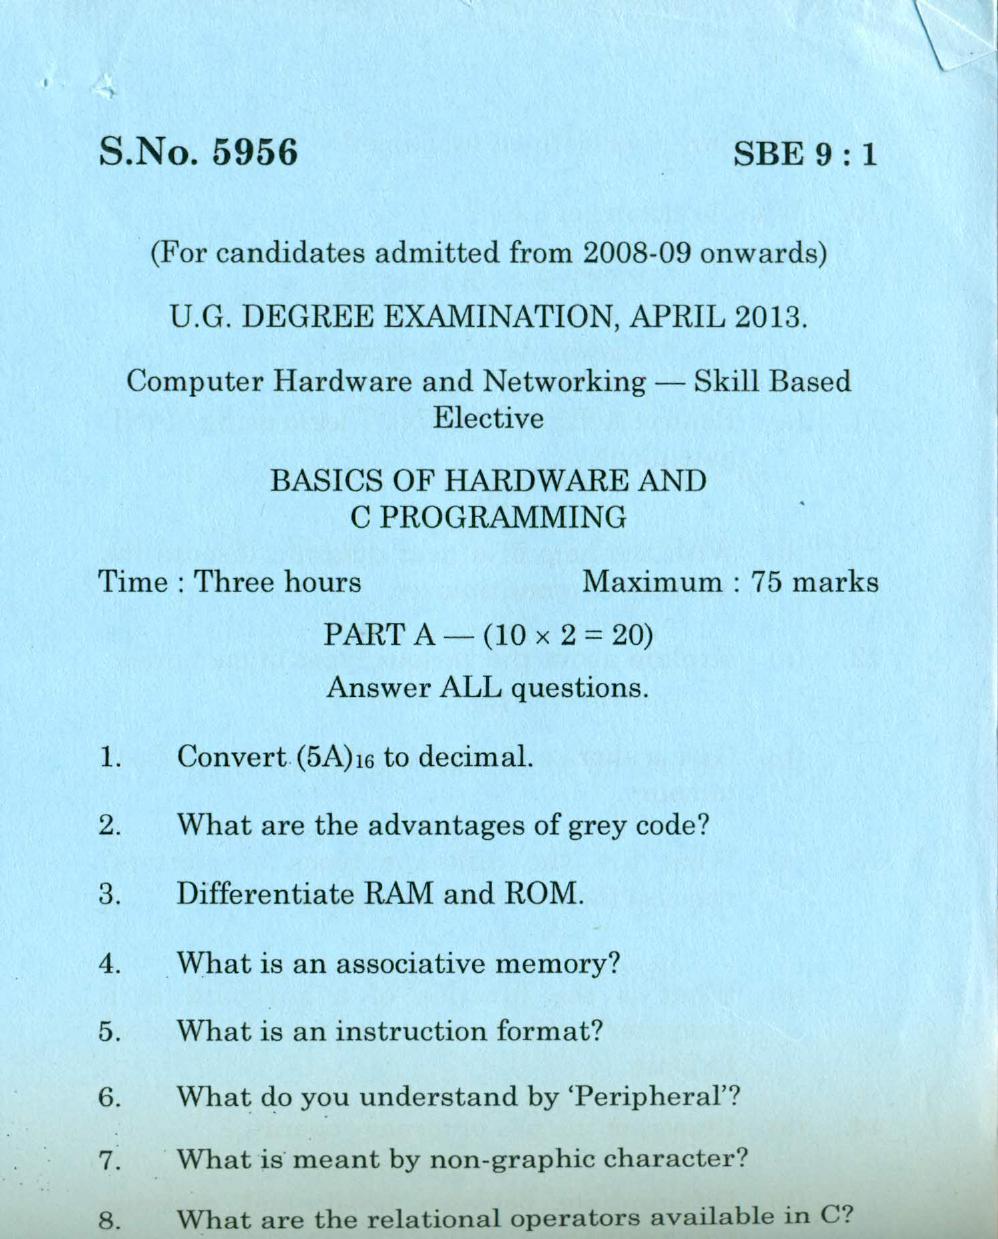 S.No. 5956 SBE 9 : 1
(For candidates admitted from 2008-09 onwards)
U.G. DEGREE EXAMINATION, APRIL 2013.
Computer Hardware and Networking — Skill Based
Elective
BASICS OF HARDWARE AND
C PROGRAMMING
Time : Three hours Maximum : 75 marks
PART A — (10 × 2 = 20)
Answer ALL questions.
1. Convert (5A)₁₆ to decimal.
2. What are the advantages of grey code?
3. Differentiate RAM and ROM.
4. What is an associative memory?
5. What is an instruction format?
6. What do you understand by ‘Peripheral’?
7. What is meant by non-graphic character?
8. What are the relational operators available in C?